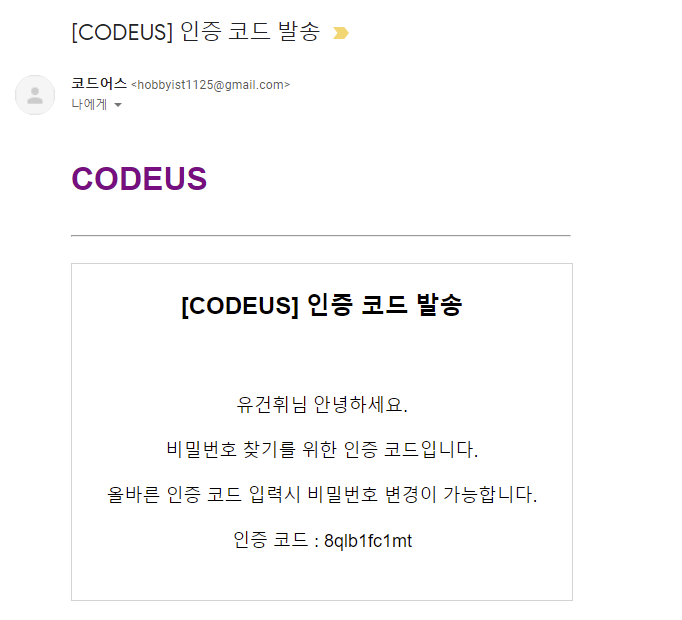 [CODEUS] 인증 코드 발송
코드어스 <hobbyist1125@gmail.com>
나에게
CODEUS
[CODEUS] 인증 코드 발송
유건휘님 안녕하세요.
비밀번호 찾기를 위한 인증 코드입니다.
올바른 인증 코드 입력시 비밀번호 변경이 가능합니다.
인증 코드 : 8qlb1fc1mt